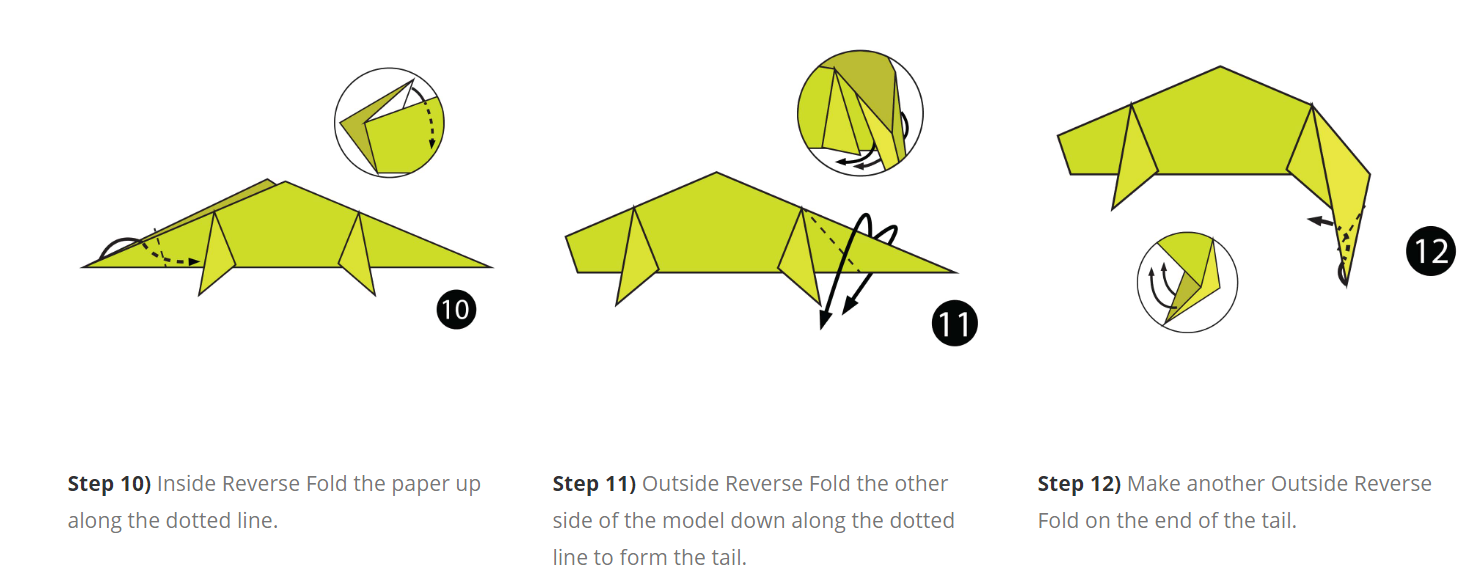 10
11
12
Step 10) Inside Reverse Fold the paper up
along the dotted line.
Step 11) Outside Reverse Fold the other
side of the model down along the dotted
line to form the tail.
Step 12) Make another Outside Reverse
Fold on the end of the tail.